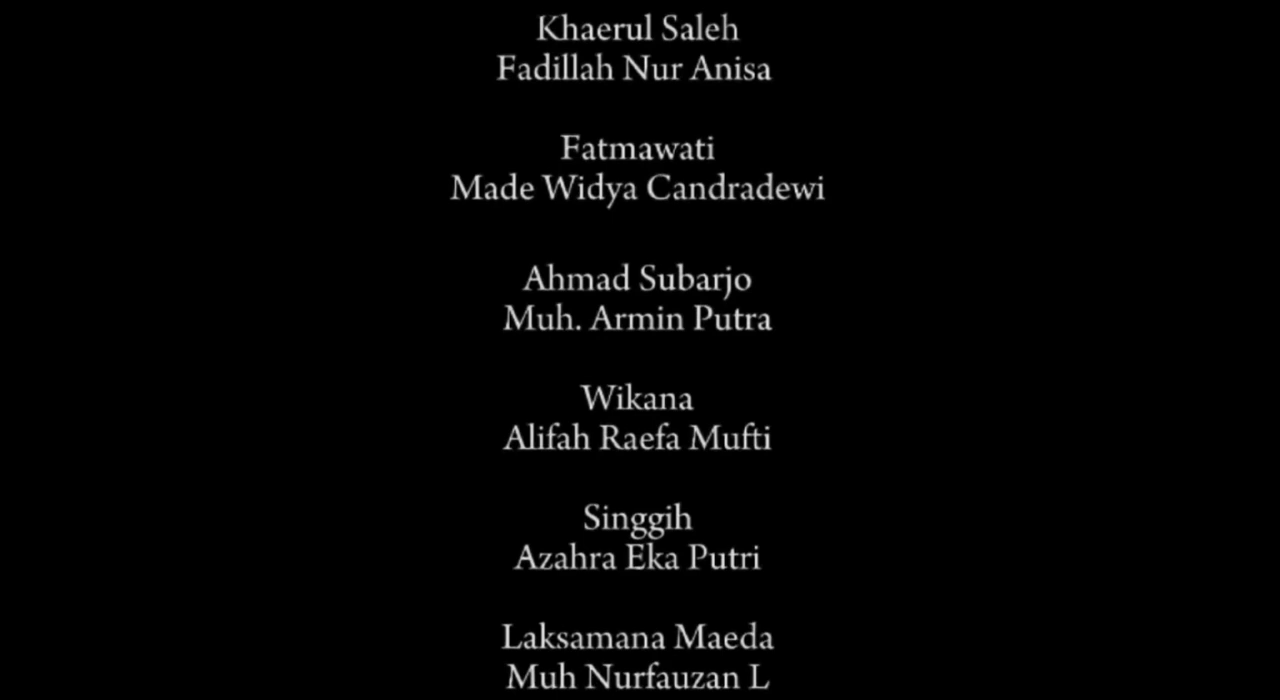 Khaerul Saleh
Fadillah Nur Anisa
Fatmawati
Made Widya Candradewi
Ahmad Subarjo
Muh. Armin Putra
Wikana
Alifah Raefa Mufti
Singgih
Azahra Eka Putri
Laksamana Maeda
Muh Nurfauzan L